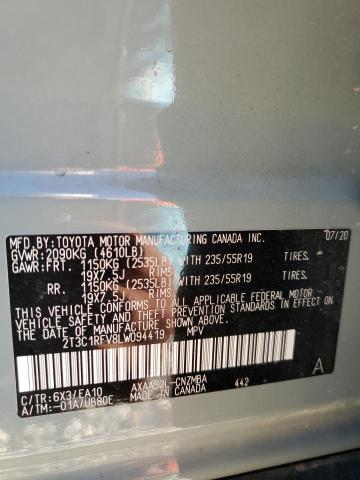 MFD.BY:TOYOTA MOTOR MANUFACTURING CANADA INC. 07/20
GVWR:2090KG (4610LB)
GAWR:FRT. 1150KG (2535LB) WITH 235/55R19 TIRES,
19X7.5J RIMS
RR. 1150KG (2535LB) WITH 235/55R19 TIRES,
19X7.5J RIMS
THIS VEHICLE CONFORMS TO ALL APPLICABLE FEDERAL MOTOR
VEHICLE SAFETY, BUMPER, AND THEFT PREVENTION STANDARDS
IN EFFECT ON THE DATE OF MANUFACTURE SHOWN ABOVE.
2T3C1RFV8LW094419 MPV
C/TR:6X3/EA10 AXAA52L-CNZMBA 442
A/TM:-01A/UB80E MADE IN CANADA
A